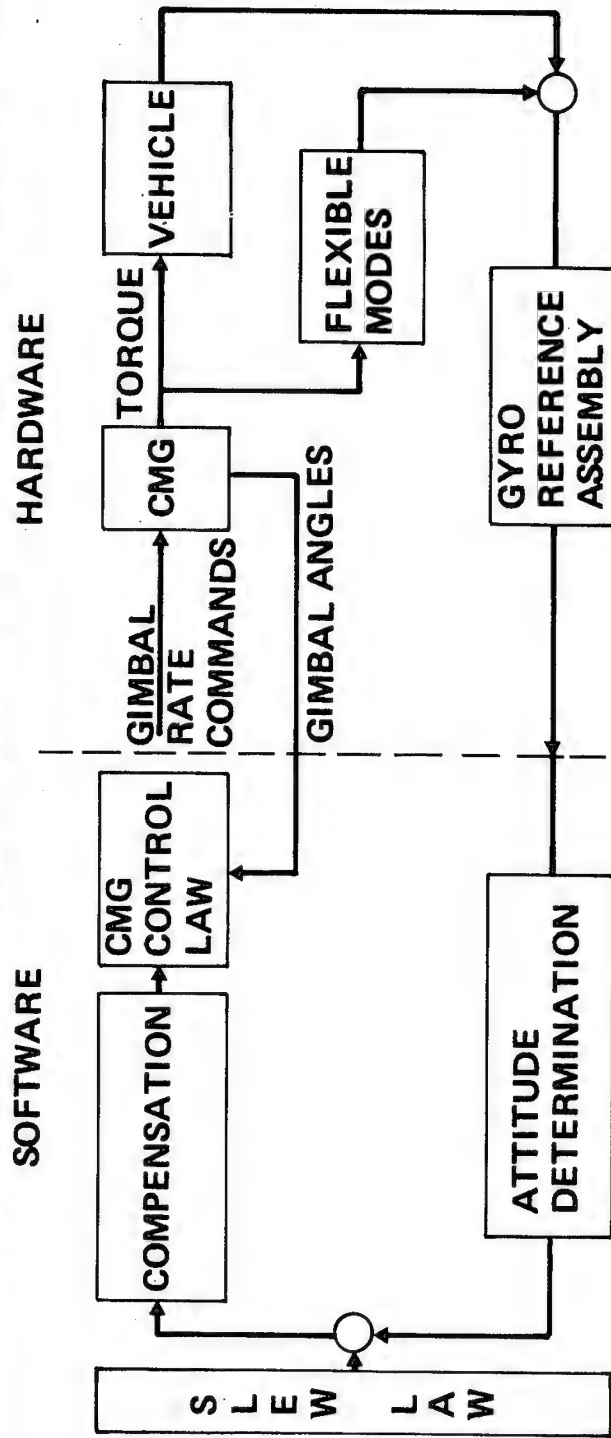 SOFTWARE
HARDWARE
SLEW LAW
COMPENSATION
CMG
CONTROL
LAW
GIMBAL
RATE
COMMANDS
CMG
TORQUE
VEHICLE
GIMBAL ANGLES
FLEXIBLE
MODES
ATTITUDE
DETERMINATION
GYRO
REFERENCE
ASSEMBLY